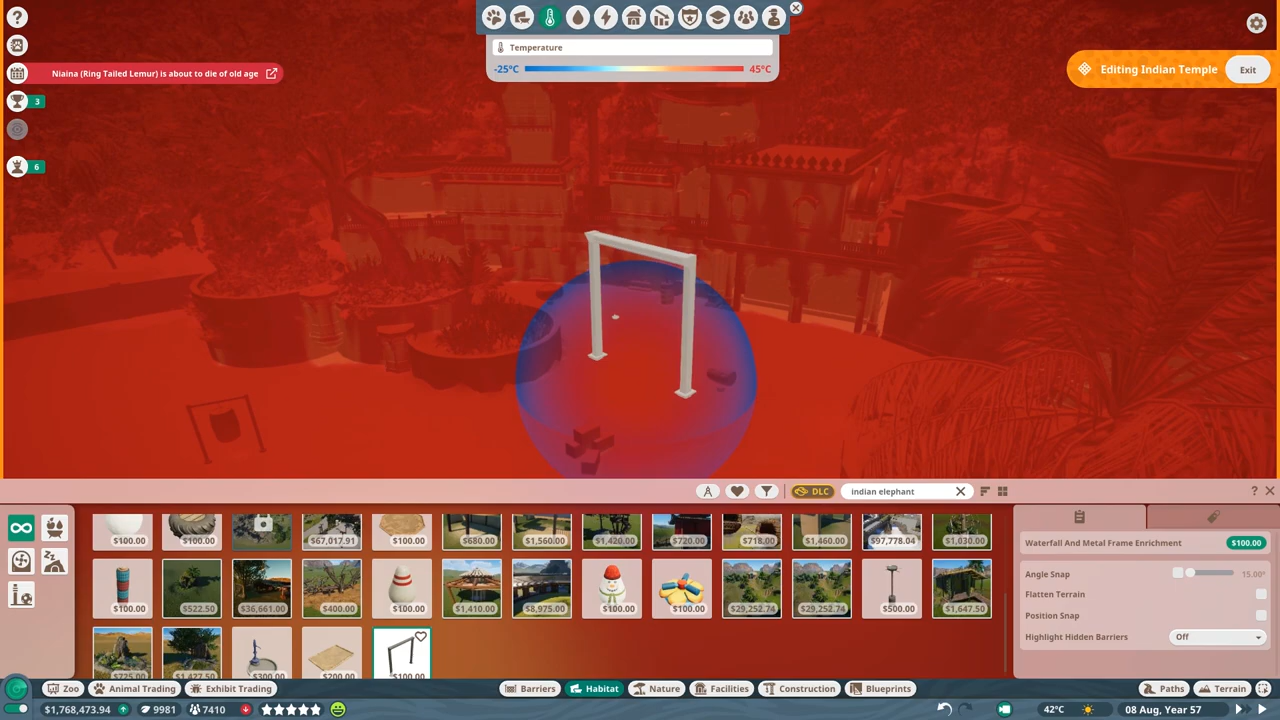 Temperature
-25°C 45°C
Niaina (Ring Tailed Lemur) is about to die of old age
Editing Indian Temple Exit
3
6
DLC indian elephant
$100.00 $100.00 $67,017.91 $100.00 $680.00 $1,560.00 $1,420.00 $720.00 $718.00 $1,460.00 $97,778.04 $1,030.00
$100.00 $522.50 $36,661.00 $400.00 $100.00 $1,410.00 $8,975.00 $100.00 $100.00 $29,252.74 $29,252.74 $500.00 $1,647.50
$725.00 $1,477.50 $300.00 $200.00 $100.00
Waterfall And Metal Frame Enrichment $100.00
Angle Snap 15.00°
Flatten Terrain
Position Snap
Highlight Hidden Barriers Off
Zoo Animal Trading Exhibit Trading Barriers Habitat Nature Facilities Construction Blueprints Paths Terrain
$1,768,473.94 9981 7410 42°C 08 Aug, Year 57